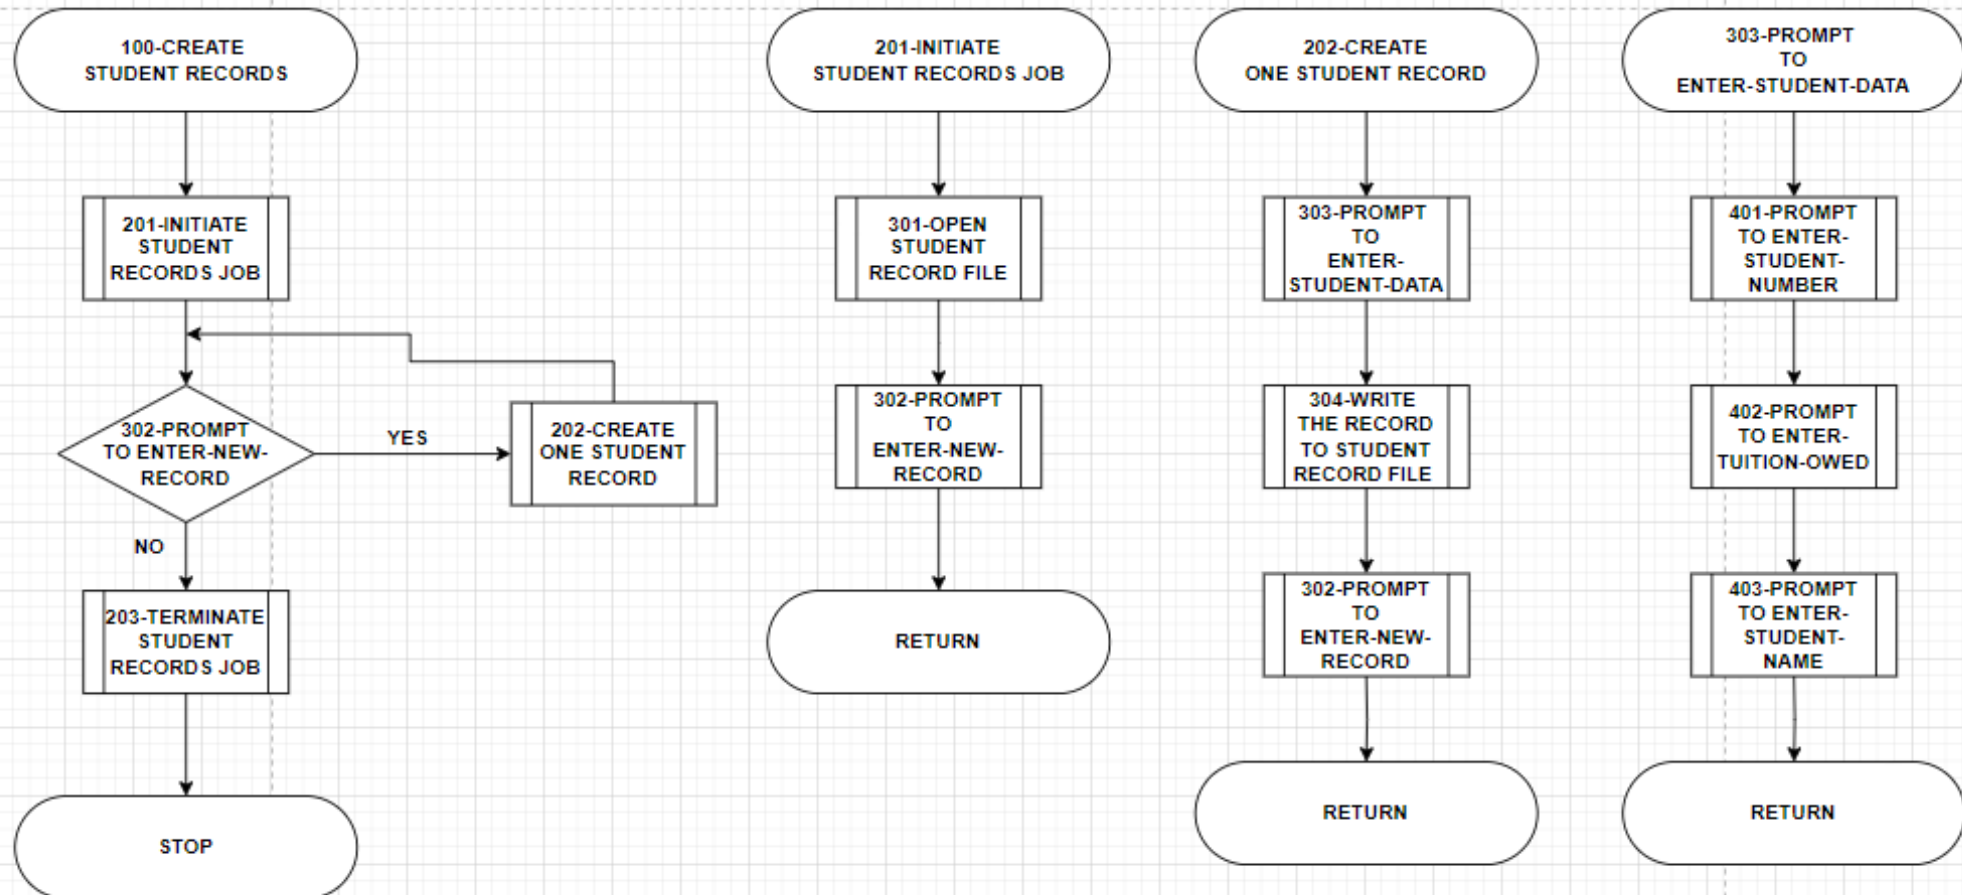 100-CREATE
STUDENT RECORDS
201-INITIATE
STUDENT
RECORDS JOB
302-PROMPT
TO ENTER-NEW-
RECORD
YES
202-CREATE
ONE STUDENT
RECORD
NO
203-TERMINATE
STUDENT
RECORDS JOB
STOP
201-INITIATE
STUDENT RECORDS JOB
301-OPEN
STUDENT
RECORD FILE
302-PROMPT
TO
ENTER-NEW-
RECORD
RETURN
202-CREATE
ONE STUDENT RECORD
303-PROMPT
TO
ENTER-
STUDENT-DATA
304-WRITE
THE RECORD
TO STUDENT
RECORD FILE
302-PROMPT
TO
ENTER-NEW-
RECORD
RETURN
303-PROMPT
TO
ENTER-STUDENT-DATA
401-PROMPT
TO ENTER-
STUDENT-
NUMBER
402-PROMPT
TO ENTER-
TUITION-OWED
403-PROMPT
TO ENTER-
STUDENT-
NAME
RETURN